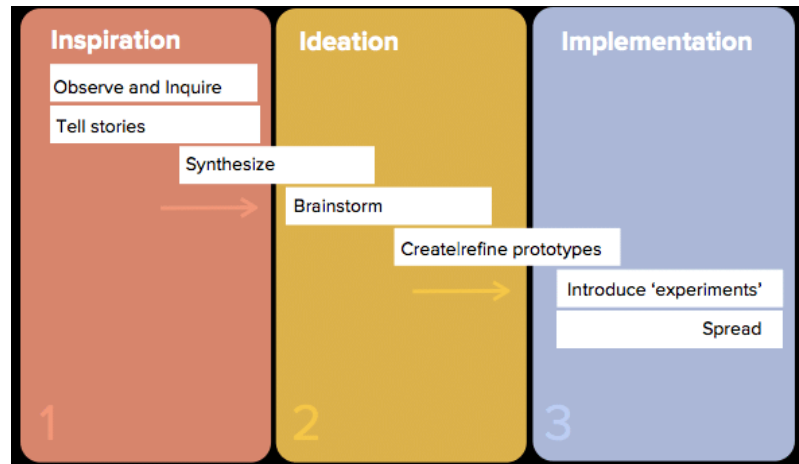 Inspiration
Ideation
Implementation
Observe and Inquire
Tell stories
Synthesize
Brainstorm
Create|refine prototypes
Introduce ‘experiments’
Spread
1
2
3